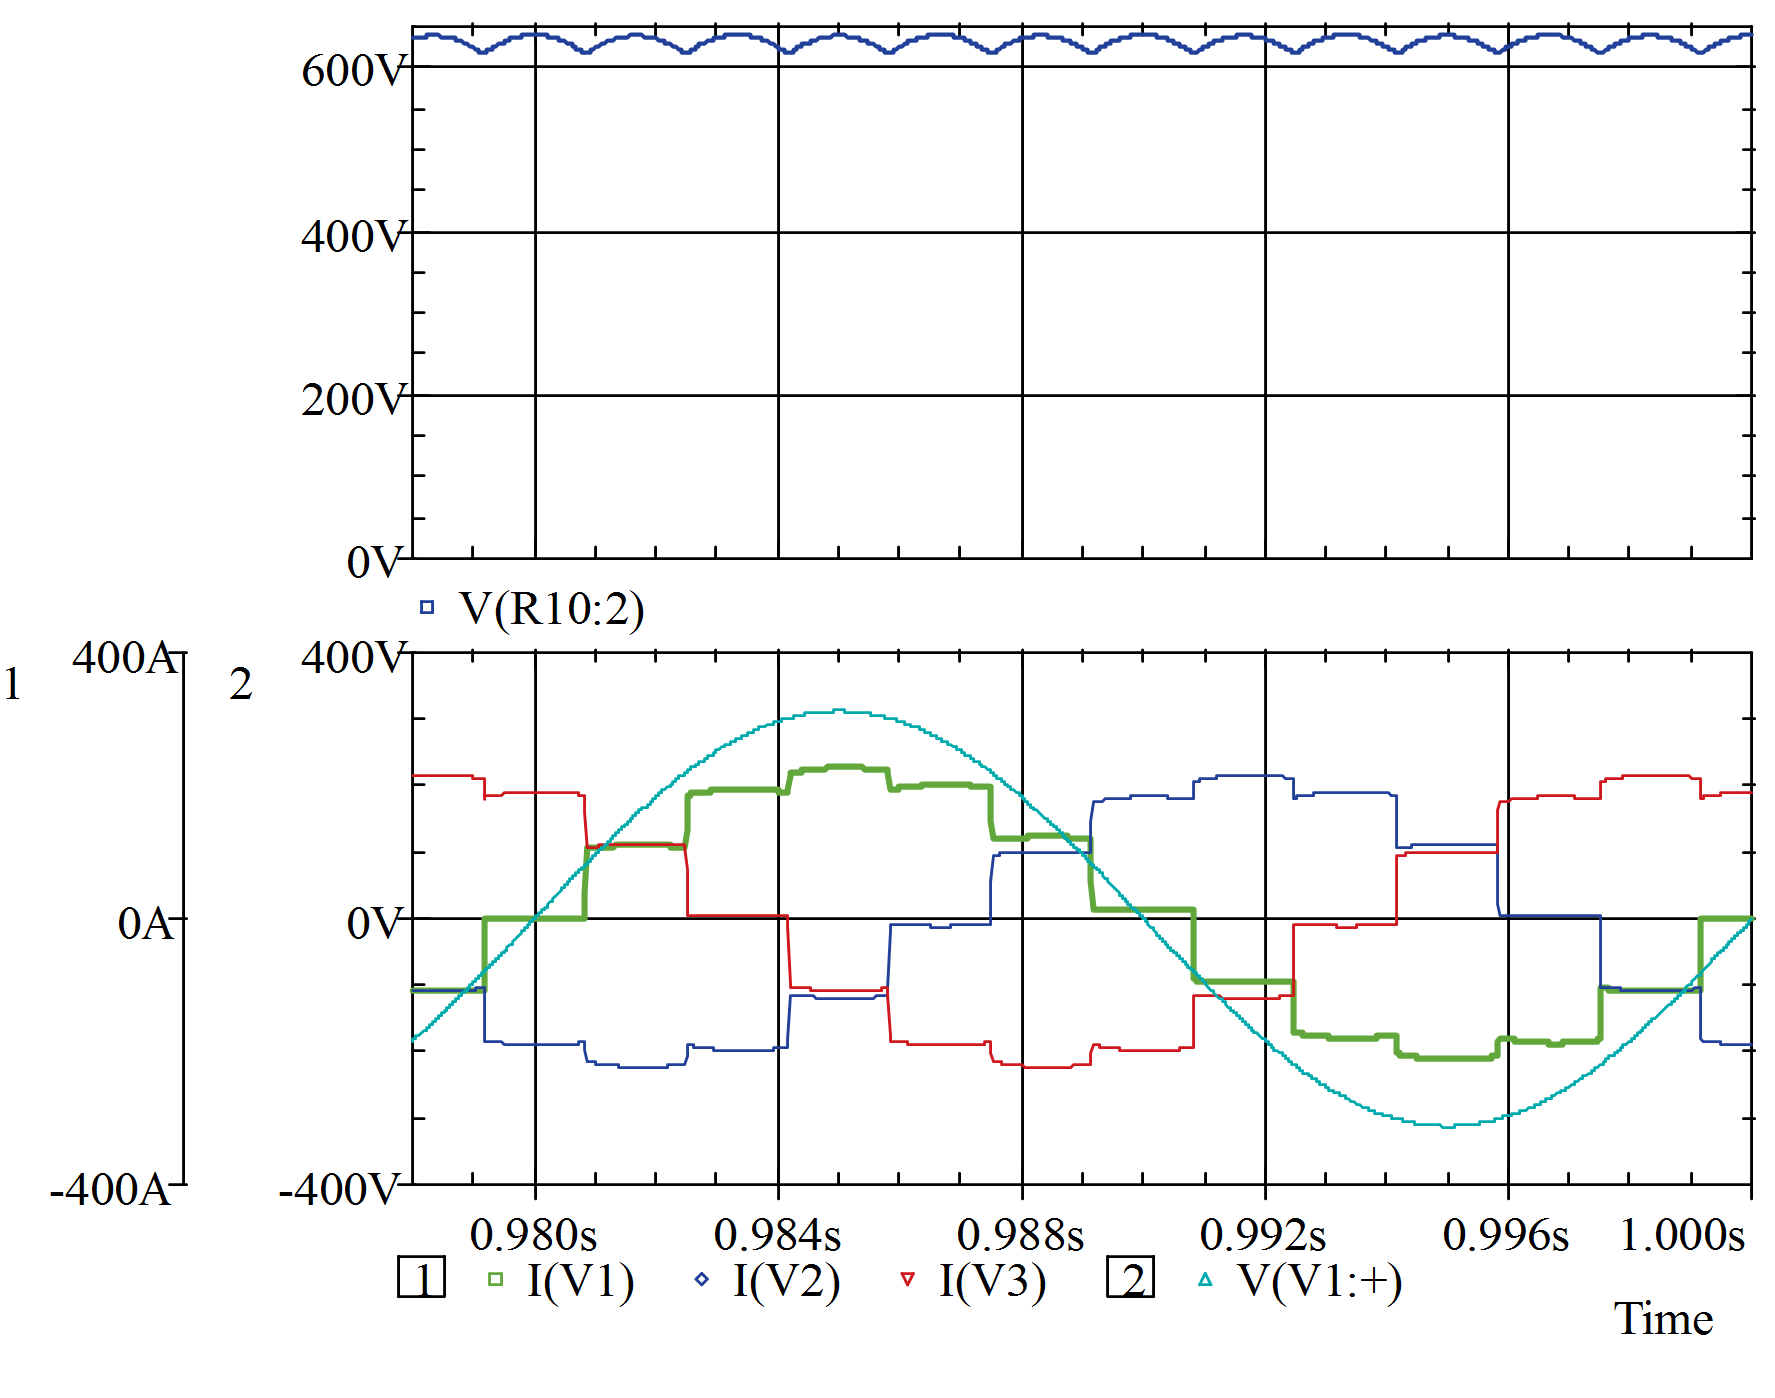 600V
400V
200V
0V
V(R10:2)
400A 400V
1 2
0A 0V
-400A -400V
0.980s 0.984s 0.988s 0.992s 0.996s 1.000s
1 I(V1) I(V2) I(V3) 2 V(V1:+)
Time